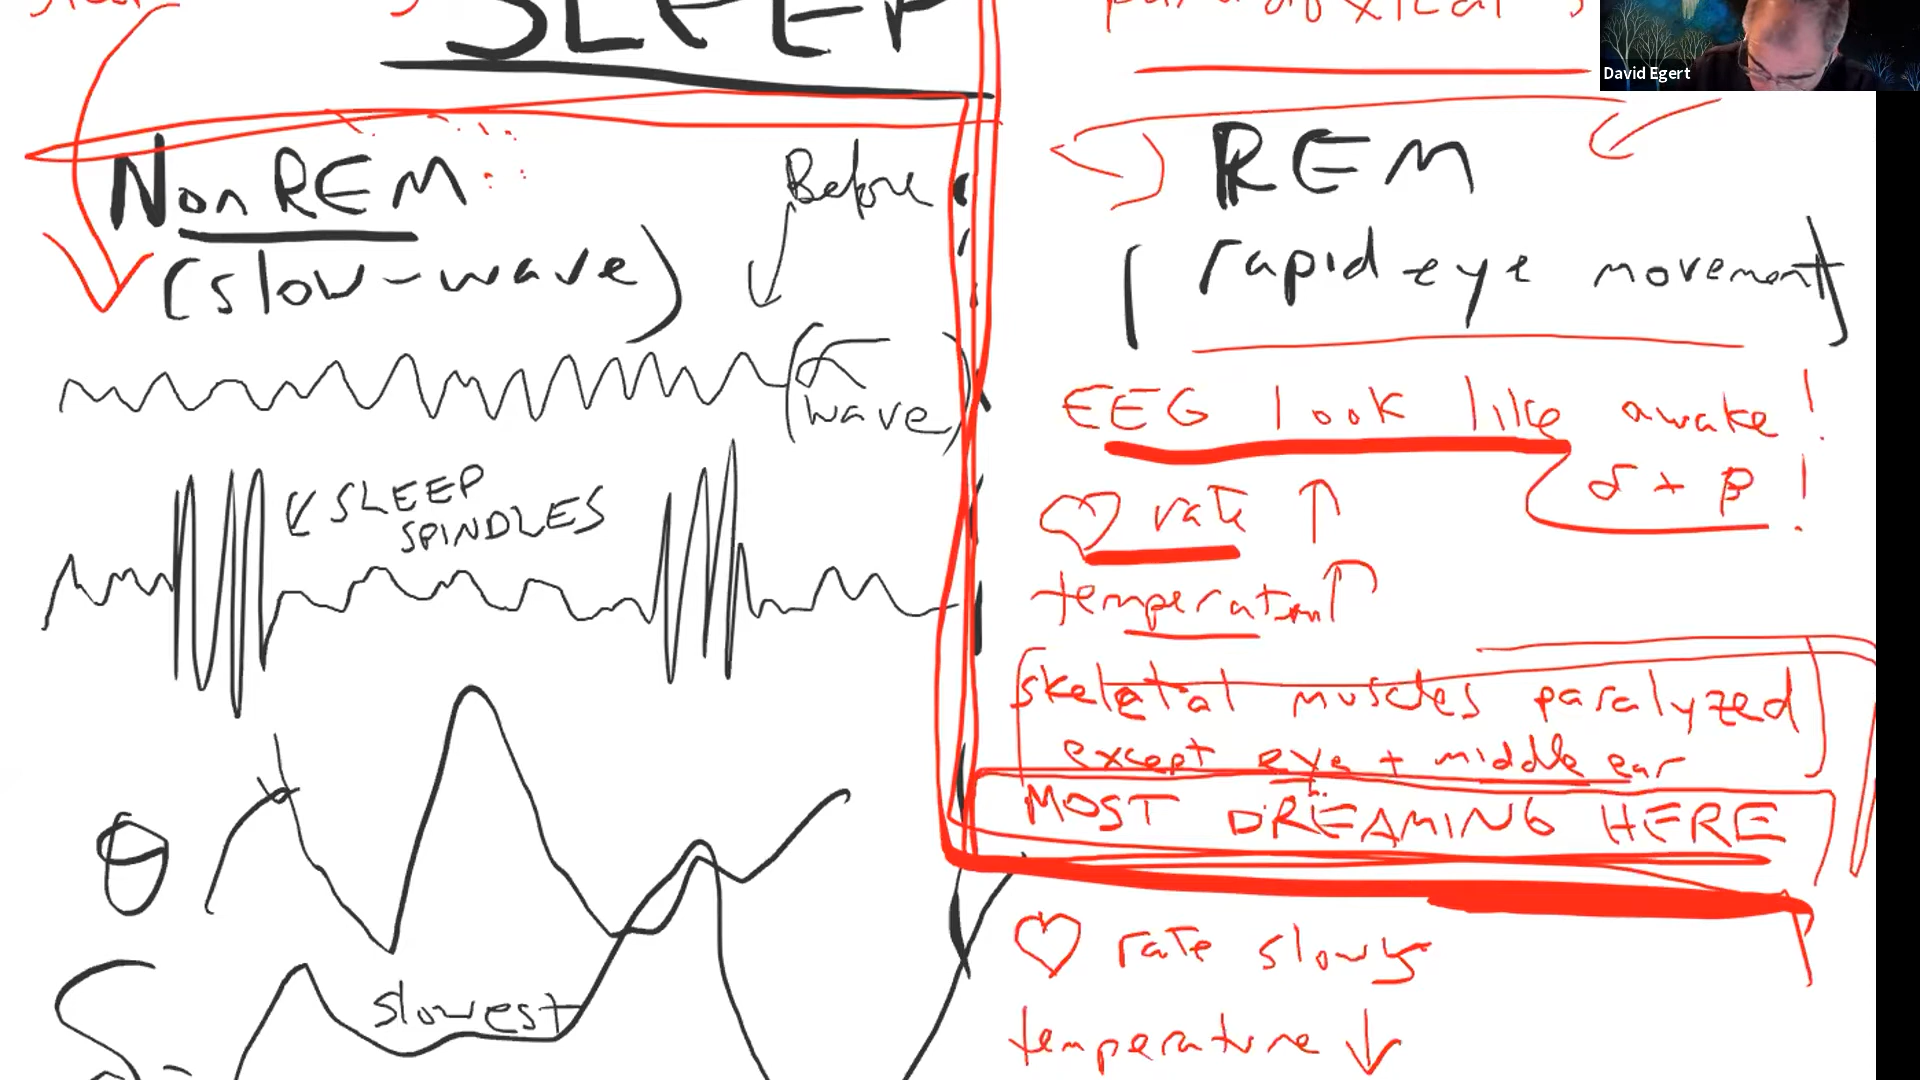 SLEEP
paradoxical s
David Egert
NonREM
(slow-wave)
Before
(α
wave)
SLEEP
SPINDLES
θ
slowest
REM
(rapid eye movement)
EEG look like awake!
δ + β !
♡ rate ↑
temperature ↑
skeletal muscles paralyzed
except eye + middle ear
MOST DREAMING HERE
♡ rate slows
temperature ↓